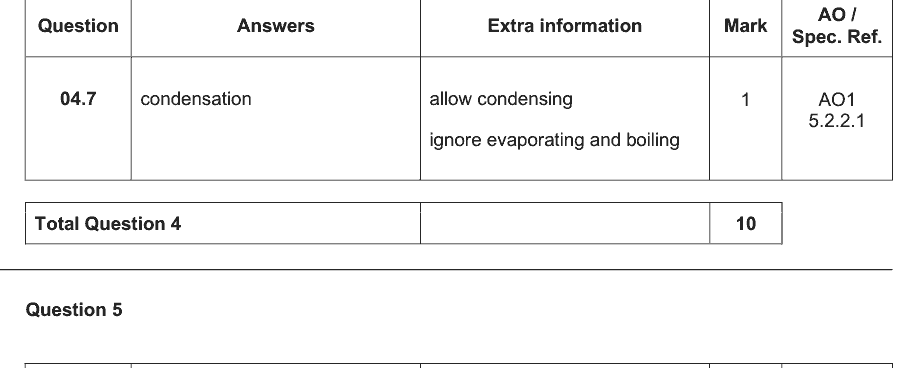 Question Answers Extra information Mark AO /
Spec. Ref.
04.7 condensation allow condensing 1 AO1
5.2.2.1
ignore evaporating and boiling
Total Question 4 10
Question 5